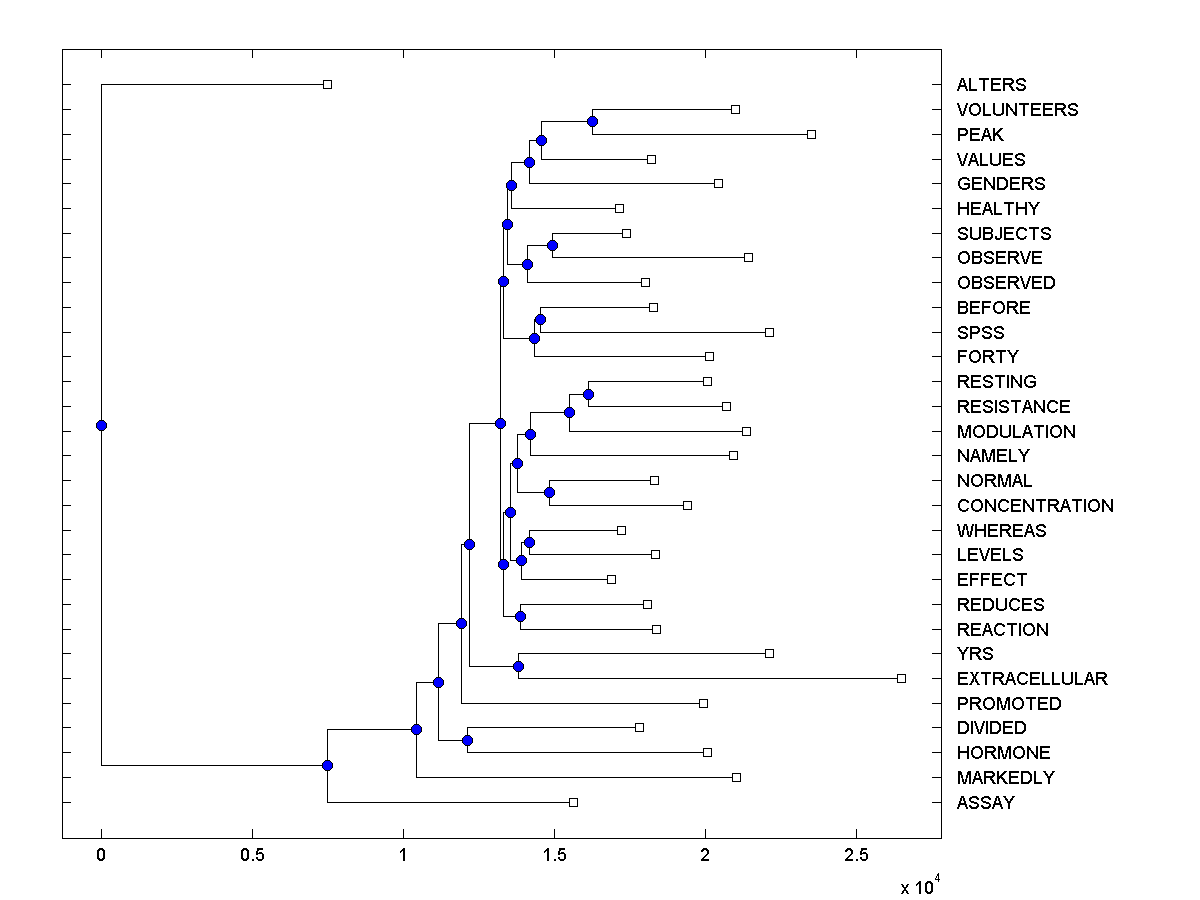 ALTERS
VOLUNTEERS
PEAK
VALUES
GENDERS
HEALTHY
SUBJECTS
OBSERVE
OBSERVED
BEFORE
SPSS
FORTY
RESTING
RESISTANCE
MODULATION
NAMELY
NORMAL
CONCENTRATION
WHEREAS
LEVELS
EFFECT
REDUCES
REACTION
YRS
EXTRACELLULAR
PROMOTED
DIVIDED
HORMONE
MARKEDLY
ASSAY
0 0.5 1 1.5 2 2.5
x 10^4